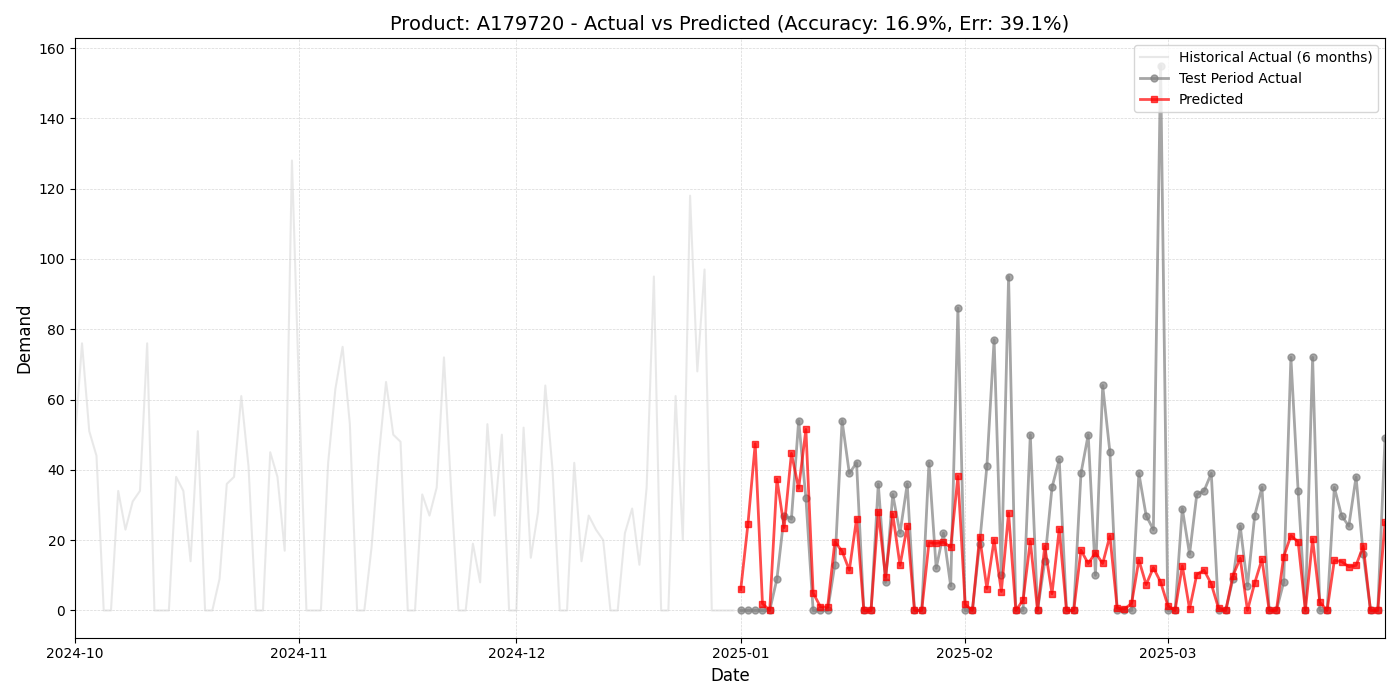 Product: A179720 - Actual vs Predicted (Accuracy: 16.9%, Err: 39.1%)
Historical Actual (6 months)
Test Period Actual
Predicted
160
140
120
100
80
60
40
20
0
Demand
2024-10
2024-11
2024-12
2025-01
2025-02
2025-03
Date